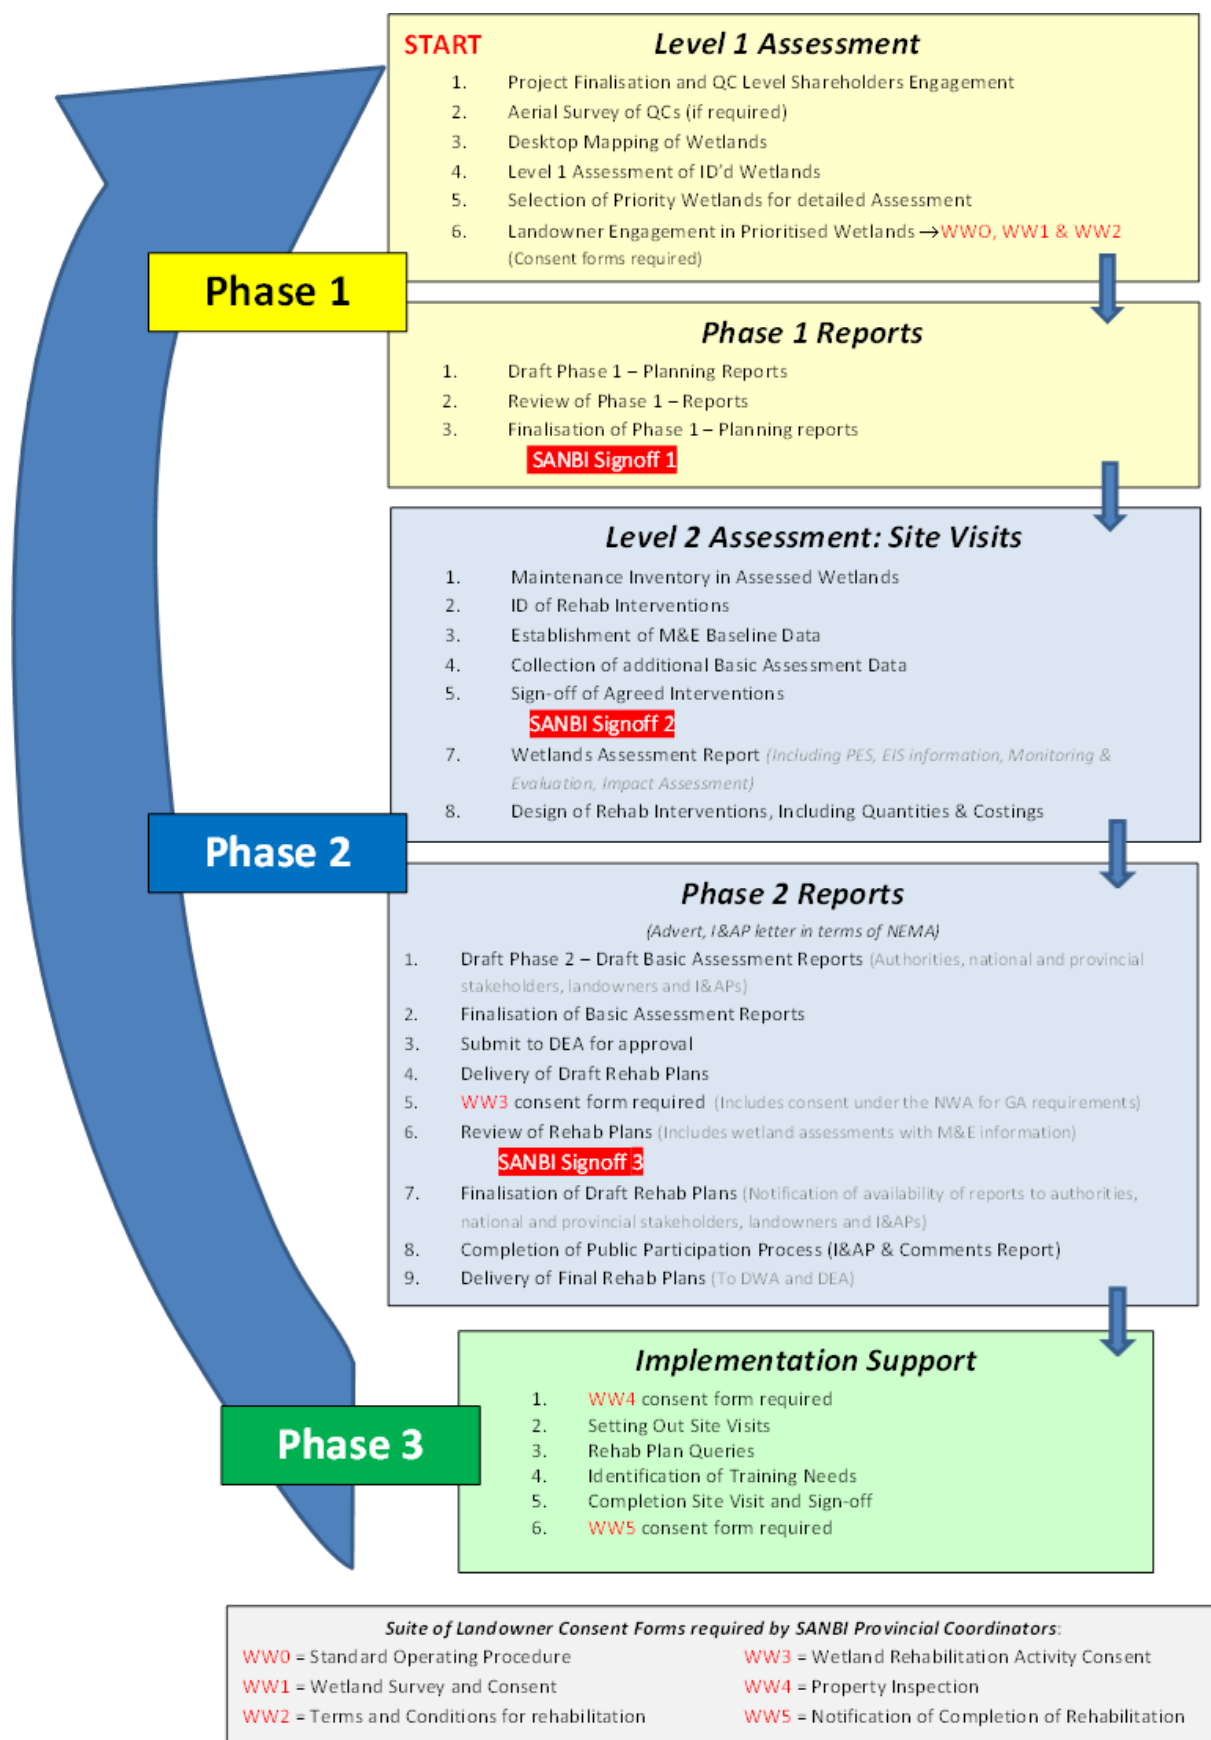 START Level 1 Assessment
1. Project Finalisation and QC Level Shareholders Engagement
2. Aerial Survey of QCs (if required)
3. Desktop Mapping of Wetlands
4. Level 1 Assessment of ID'd Wetlands
5. Selection of Priority Wetlands for detailed Assessment
6. Landowner Engagement in Prioritised Wetlands →WW0, WW1 & WW2
(Consent forms required)
Phase 1
Phase 1 Reports
1. Draft Phase 1 – Planning Reports
2. Review of Phase 1 – Reports
3. Finalisation of Phase 1 – Planning reports
SANBI Signoff 1
Level 2 Assessment: Site Visits
1. Maintenance Inventory in Assessed Wetlands
2. ID of Rehab Interventions
3. Establishment of M&E Baseline Data
4. Collection of additional Basic Assessment Data
5. Sign-off of Agreed Interventions
SANBI Signoff 2
7. Wetlands Assessment Report (Including PES, EIS information, Monitoring &
Evaluation, Impact Assessment)
8. Design of Rehab Interventions, Including Quantities & Costings
Phase 2
Phase 2 Reports
(Advert, I&AP letter in terms of NEMA)
1. Draft Phase 2 – Draft Basic Assessment Reports (Authorities, national and provincial
stakeholders, landowners and I&APs)
2. Finalisation of Basic Assessment Reports
3. Submit to DEA for approval
4. Delivery of Draft Rehab Plans
5. WW3 consent form required (Includes consent under the NWA for GA requirements)
6. Review of Rehab Plans (Includes wetland assessments with M&E information)
SANBI Signoff 3
7. Finalisation of Draft Rehab Plans (Notification of availability of reports to authorities,
national and provincial stakeholders, landowners and I&APs)
8. Completion of Public Participation Process (I&AP & Comments Report)
9. Delivery of Final Rehab Plans (To DWA and DEA)
Implementation Support
1. WW4 consent form required
2. Setting Out Site Visits
3. Rehab Plan Queries
4. Identification of Training Needs
5. Completion Site Visit and Sign-off
6. WW5 consent form required
Phase 3
Suite of Landowner Consent Forms required by SANBI Provincial Coordinators:
WW0 = Standard Operating Procedure WW3 = Wetland Rehabilitation Activity Consent
WW1 = Wetland Survey and Consent WW4 = Property Inspection
WW2 = Terms and Conditions for rehabilitation WW5 = Notification of Completion of Rehabilitation